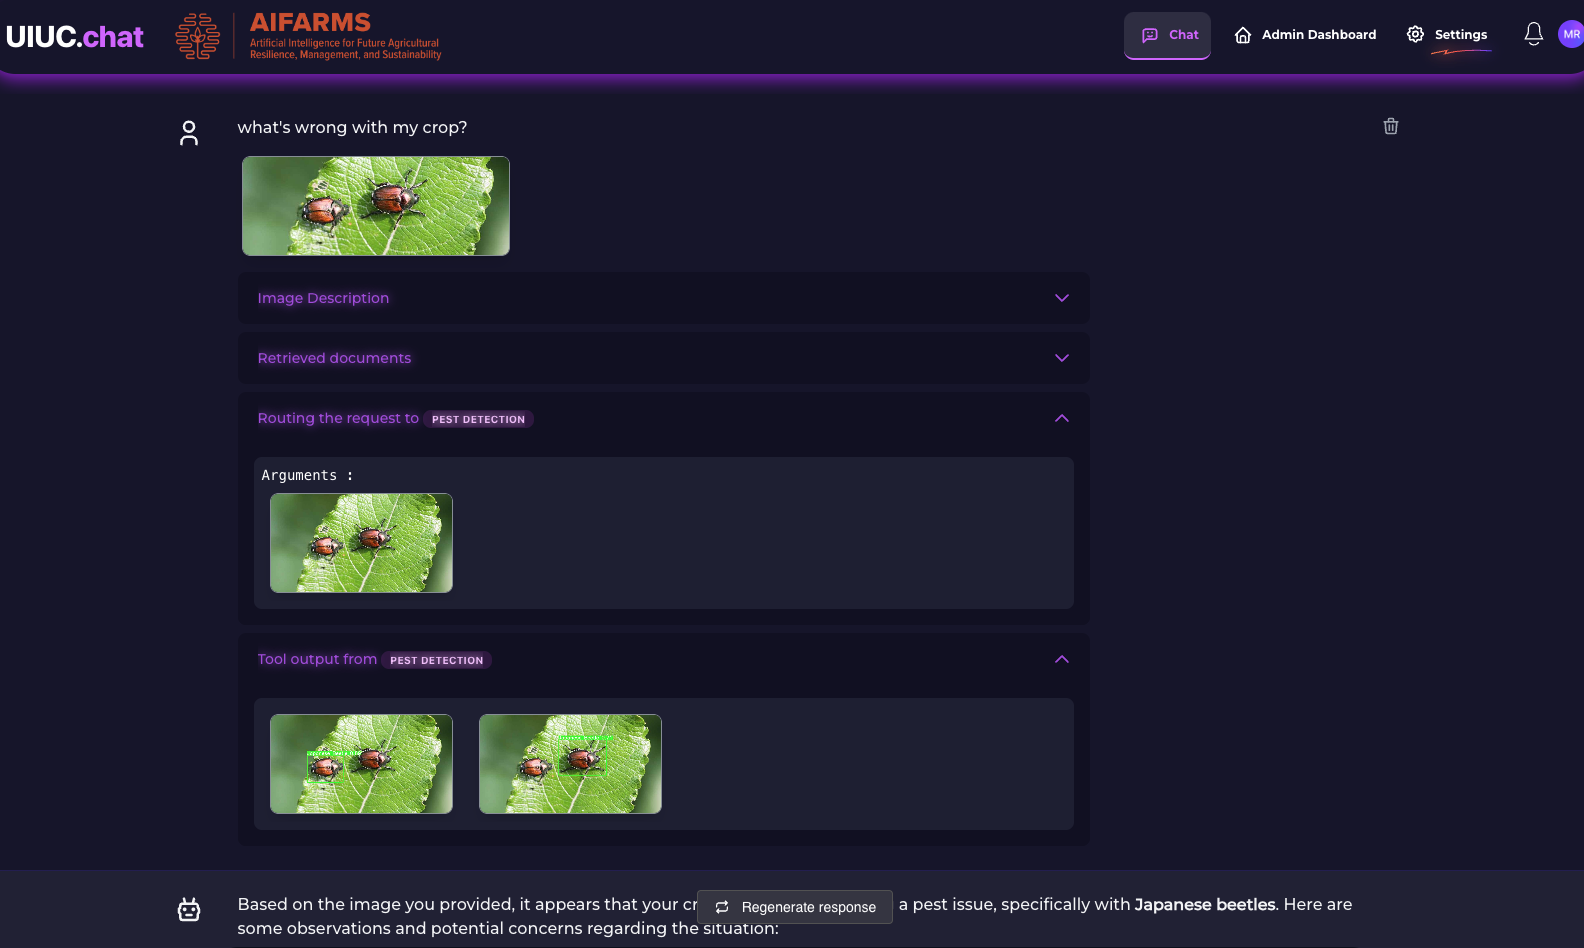 UIUC.chat
AIFARMS
Artificial Intelligence for Future Agricultural
Resilience, Management, and Sustainability
Chat
Admin Dashboard
Settings
MR
what's wrong with my crop?
Image Description
Retrieved documents
Routing the request to PEST DETECTION
Arguments :
Tool output from PEST DETECTION
Based on the image you provided, it appears that your cr
Regenerate response
a pest issue, specifically with Japanese beetles. Here are
some observations and potential concerns regarding the situation: